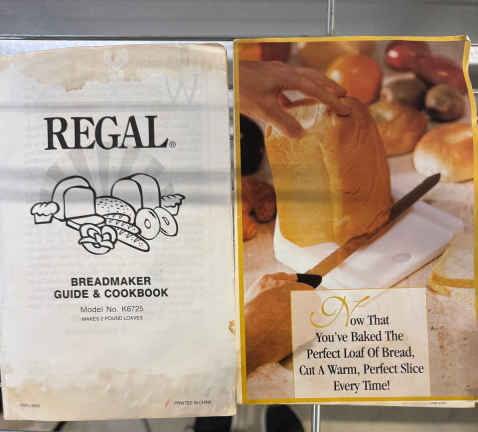 REGAL®
BREADMAKER
GUIDE & COOKBOOK
Model No. K6725
MAKES 2 POUND LOAVES
PRINTED IN CHINA
Now That
You've Baked The
Perfect Loaf Of Bread,
Cut A Warm, Perfect Slice
Every Time!